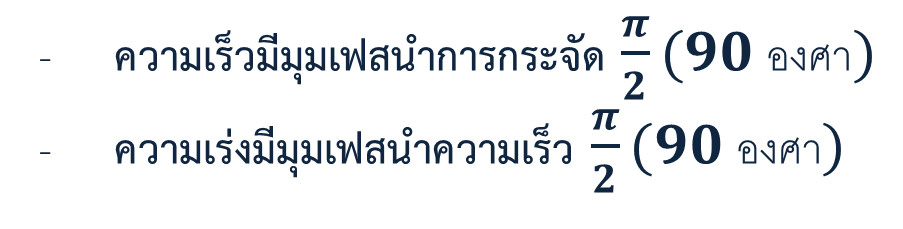 - ความเร็วมีมุมเฟสนำการกระจัด π/2 (90 องศา)
- ความเร่งมีมุมเฟสนำความเร็ว π/2 (90 องศา)